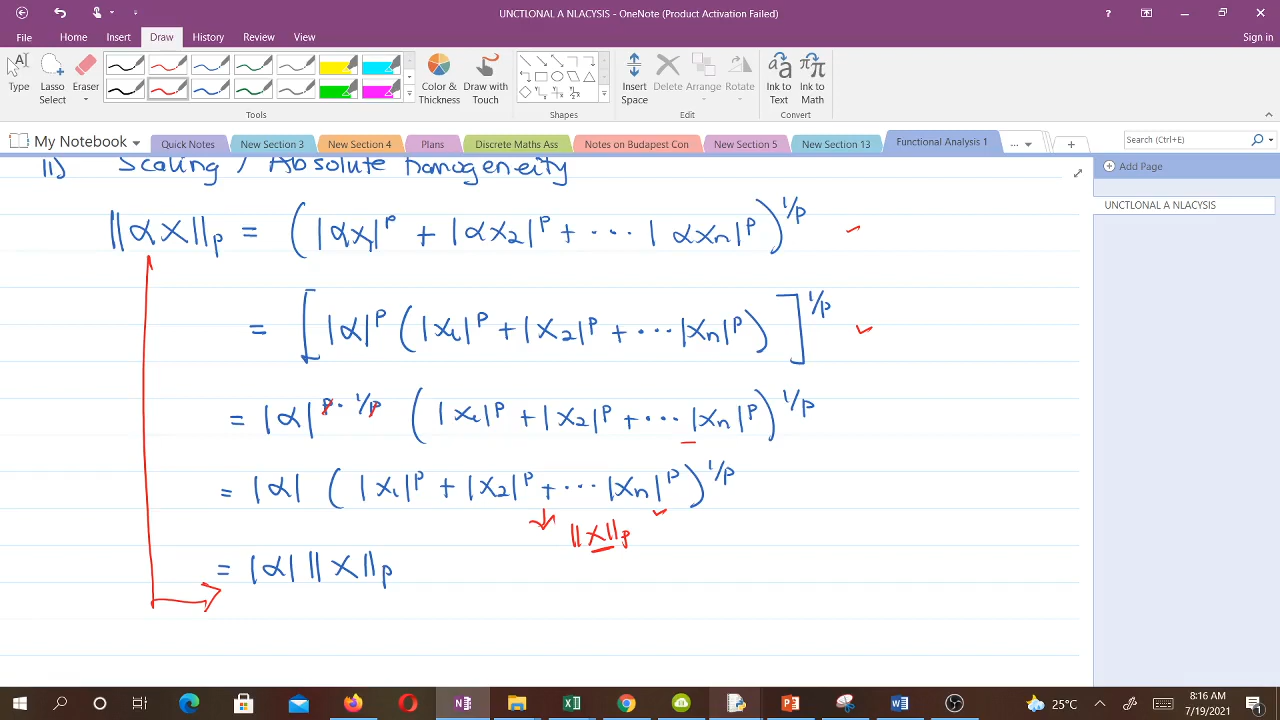 UNCTLONAL A NLACYSIS - OneNote (Product Activation Failed)
File Home Insert Draw History Review View Sign in
Type Lasso Select Eraser Color & Thickness Draw with Touch Insert Space Delete Arrange Rotate Ink to Text Ink to Math
Tools Shapes Edit Convert
My Notebook Quick Notes New Section 3 New Section 4 Plans Discrete Maths Ass Notes on Budapest Con New Section 5 New Section 13 Functional Analysis 1 ... + Search (Ctrl+E)
Add Page
UNCTLONAL A NLACYSIS
ii) Scaling / Absolute homogeneity
||αx||p = (|αx1|^p + |αx2|^p + ... |αxn|^p)^1/p
= [|α|^p (|x1|^p + |x2|^p + ... |xn|^p)]^1/p
= |α|^p · 1/p (|x1|^p + |x2|^p + ... |xn|^p)^1/p
= |α| (|x1|^p + |x2|^p + ... |xn|^p)^1/p
||x||p
= |α| ||x||p
25°C ENG 8:16 AM
7/19/2021